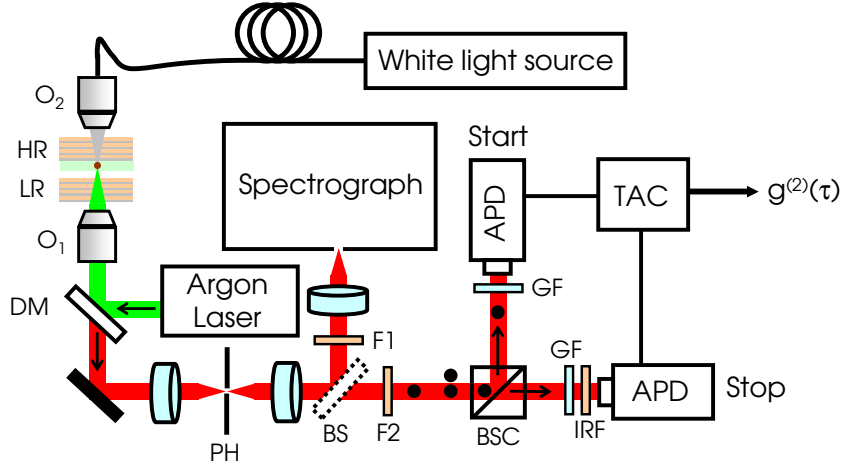 White light source
O₂
HR
LR
O₁
DM
Argon
Laser
Spectrograph
Start
APD
TAC
g⁽²⁾(τ)
GF
F1
PH
BS
F2
BSC
GF
IRF
APD
Stop